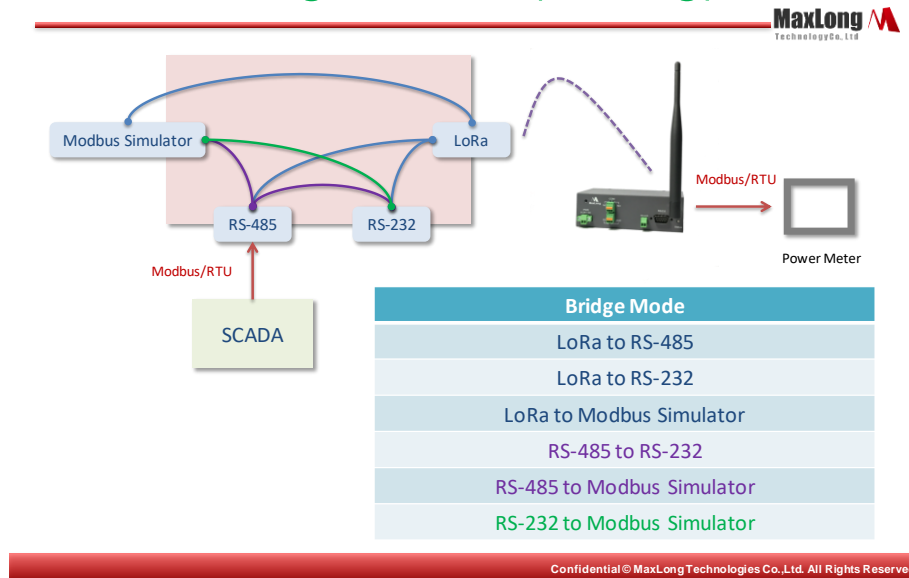 MaxLong
TechnologyCo.,Ltd
Modbus Simulator
LoRa
RS-485
RS-232
Modbus/RTU
SCADA
Modbus/RTU
Power Meter
Bridge Mode
LoRa to RS-485
LoRa to RS-232
LoRa to Modbus Simulator
RS-485 to RS-232
RS-485 to Modbus Simulator
RS-232 to Modbus Simulator
Confidential © MaxLong Technologies Co.,Ltd. All Rights Reserve